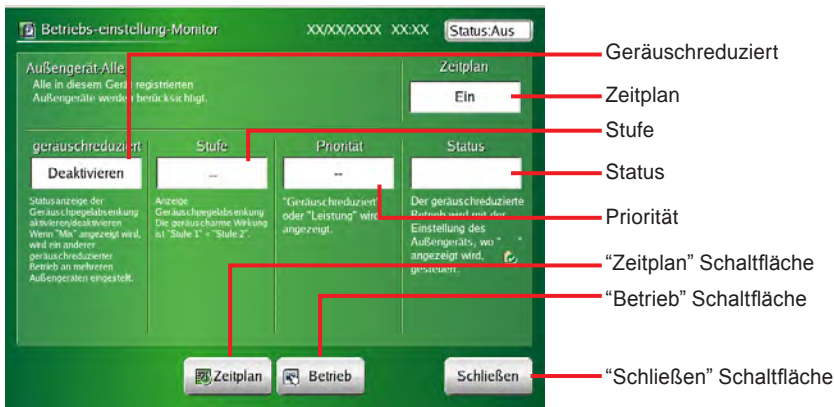 Betriebs-einstellung-Monitor XX/XX/XXXX XX:XX Status:Aus
Außengerät-Alle
Alle in diesem Gerät registrierten
Außengeräte werden berücksichtigt.
Zeitplan
Ein
geräuschreduziert
Deaktivieren
Statusanzeige der
Geräuschpegelabsenkung
aktivieren/deaktivieren
Wenn "Mix" angezeigt wird,
wird ein anderer
geräuschreduzierter
Betrieb an mehreren
Außengeräten eingestellt.
Stufe
--
Anzeige
Geräuschpegelabsenkung
Die geräuscharme Wirkung
ist "Stufe 1" < "Stufe 2".
Priorität
--
"Geräuschreduziert"
oder "Leistung" wird
angezeigt.
Status
Der geräuschreduzierte
Betrieb wird mit der
Einstellung des
Außengeräts, wo " "
angezeigt wird,
gesteuert.
Zeitplan
Betrieb
Schließen
Geräuschreduziert
Zeitplan
Stufe
Status
Priorität
“Zeitplan” Schaltfläche
“Betrieb” Schaltfläche
“Schließen” Schaltfläche